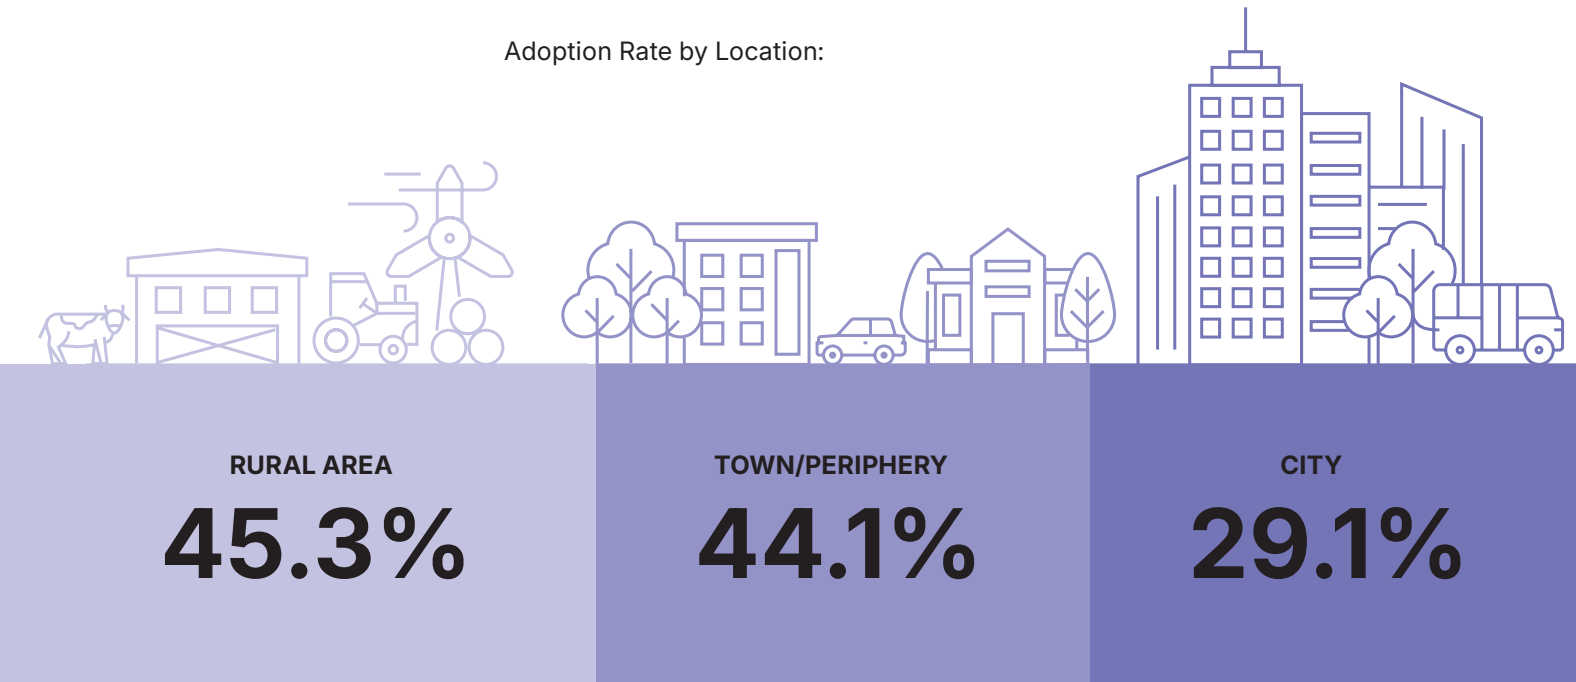 Adoption Rate by Location:
RURAL AREA
45.3%
TOWN/PERIPHERY
44.1%
CITY
29.1%